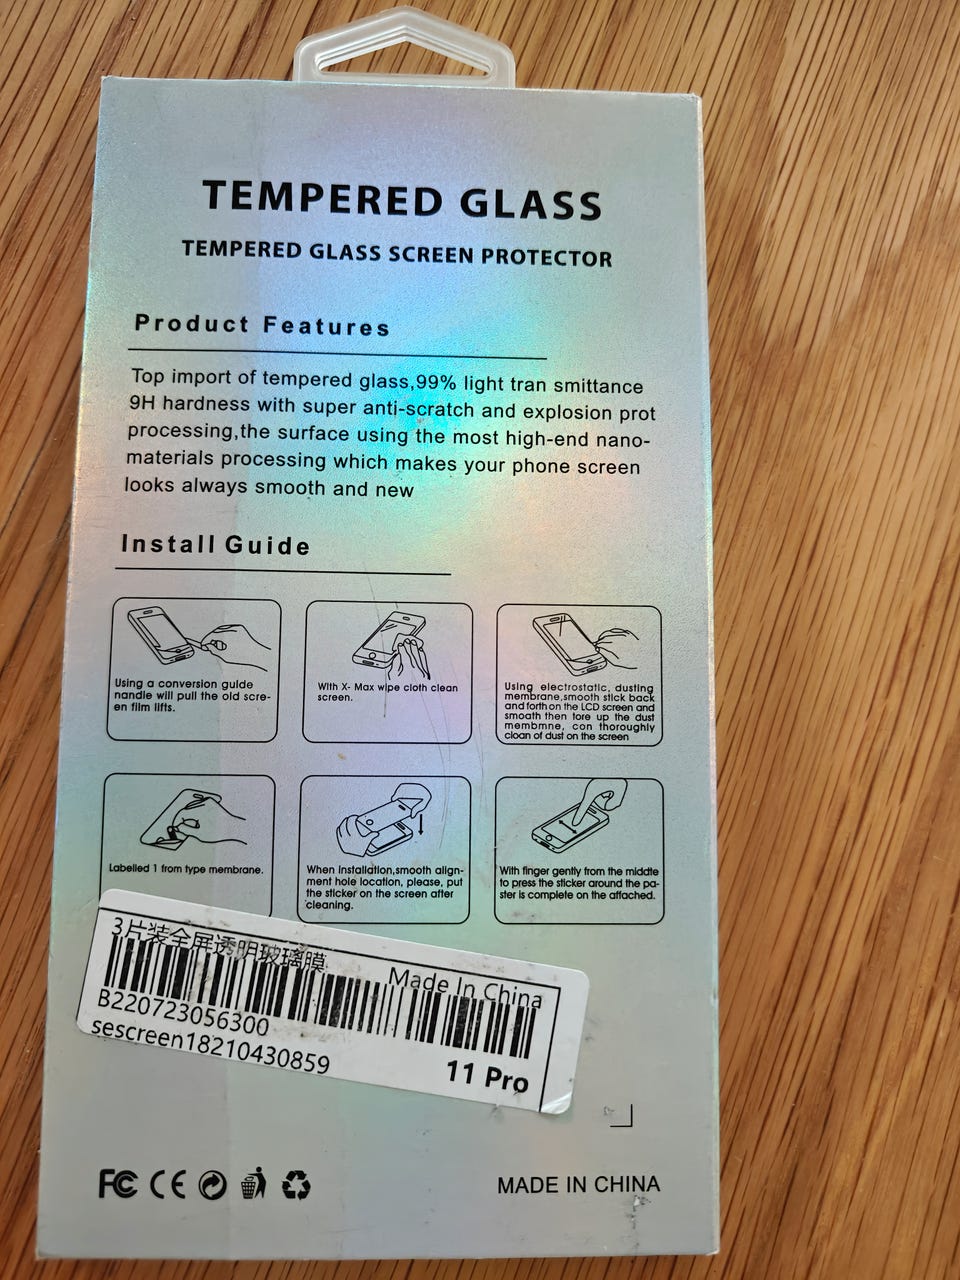 TEMPERED GLASS
TEMPERED GLASS SCREEN PROTECTOR
Product Features
Top import of tempered glass,99% light tran smittance
9H hardness with super anti-scratch and explosion prot
processing,the surface using the most high-end nano-
materials processing which makes your phone screen
looks always smooth and new
Install Guide
Using a conversion guide
nandle will pull the old scre-
en film lifts.
With X- Max wipe cloth clean
screen.
Using electrostatic, dusting
membrane,smooth stick back
and forth on the LCD screen and
smoath then tore up the dust
membmne, con thoroughly
cloan of dust on the screen
Labelled 1 from type membrane.
When Installation,smooth align-
ment hole location, please, put
the sticker on the screen after
cleaning.
With finger gently from the middte
to press the sticker around the pa-
ster is complete on the attached.
3片装全屏透明玻璃膜
Made In China
B220723056300
sescreen18210430859
11 Pro
FC CE
MADE IN CHINA